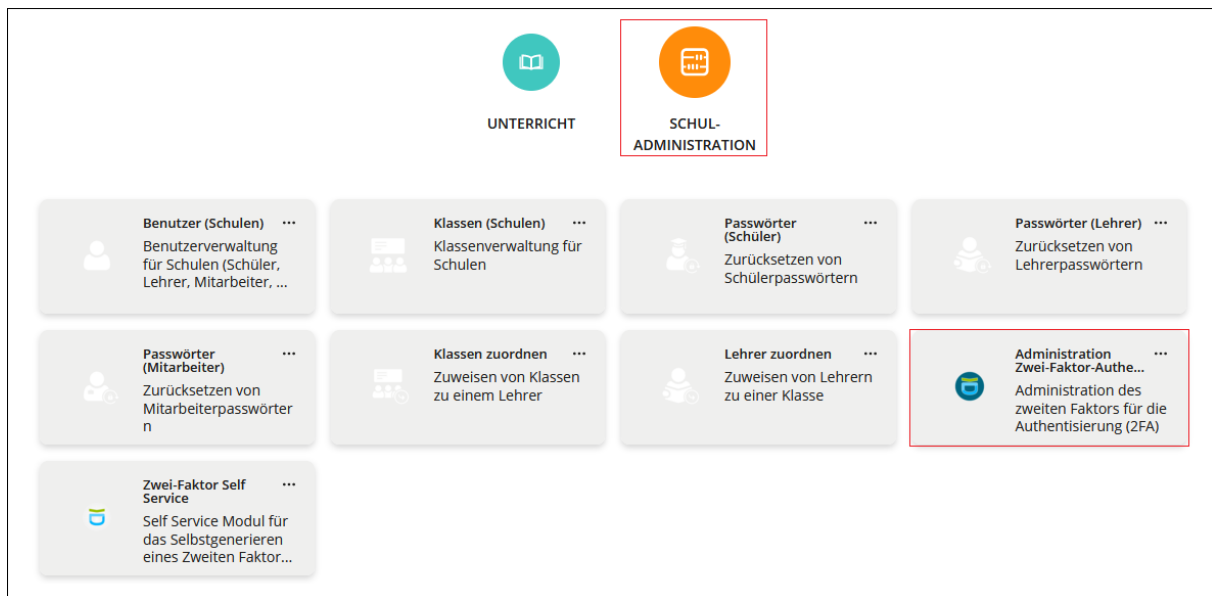 UNTERRICHT
SCHUL-
ADMINISTRATION
Benutzer (Schulen) ...
Benutzerverwaltung
für Schulen (Schüler,
Lehrer, Mitarbeiter, ...
Klassen (Schulen) ...
Klassenverwaltung für
Schulen
Passwörter ...
(Schüler)
Zurücksetzen von
Schülerpasswörtern
Passwörter (Lehrer) ...
Zurücksetzen von
Lehrerpasswörtern
Passwörter ...
(Mitarbeiter)
Zurücksetzen von
Mitarbeiterpasswörter
n
Klassen zuordnen ...
Zuweisen von Klassen
zu einem Lehrer
Lehrer zuordnen ...
Zuweisen von Lehrern
zu einer Klasse
Administration ...
Zwei-Faktor-Authe...
Administration des
zweiten Faktors für die
Authentisierung (2FA)
Zwei-Faktor Self ...
Service
Self Service Modul für
das Selbstgenerieren
eines Zweiten Faktor...